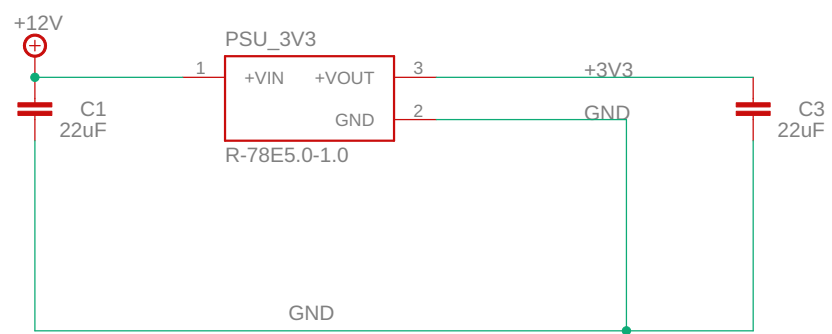 +12V
PSU_3V3
1
+VIN
+VOUT
3
+3V3
C1
22uF
GND
2
GND
C3
22uF
R-78E5.0-1.0
GND